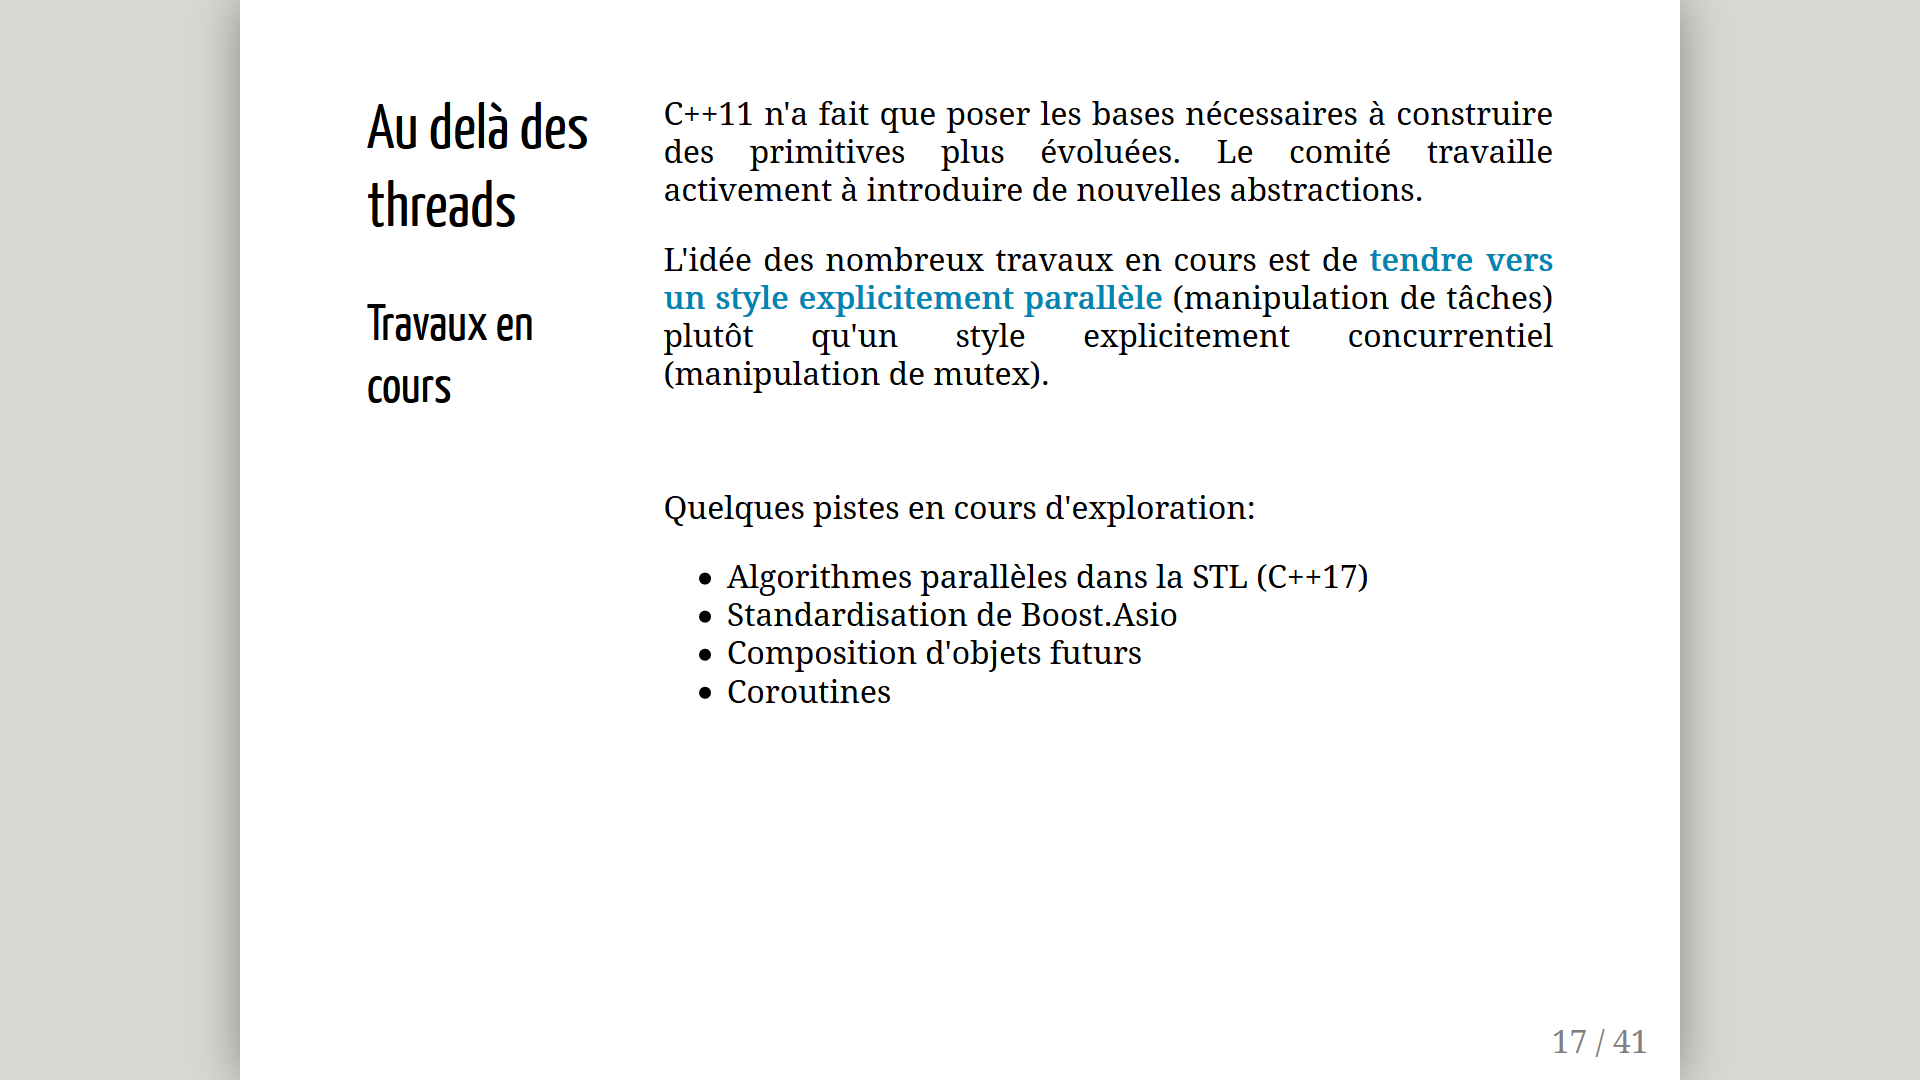 Au delà des
threads
Travaux en
cours
C++11 n'a fait que poser les bases nécessaires à construire
des primitives plus évoluées. Le comité travaille
activement à introduire de nouvelles abstractions.
L'idée des nombreux travaux en cours est de tendre vers
un style explicitement parallèle (manipulation de tâches)
plutôt qu'un style explicitement concurrentiel
(manipulation de mutex).
Quelques pistes en cours d'exploration:
• Algorithmes parallèles dans la STL (C++17)
• Standardisation de Boost.Asio
• Composition d'objets futurs
• Coroutines
17 / 41